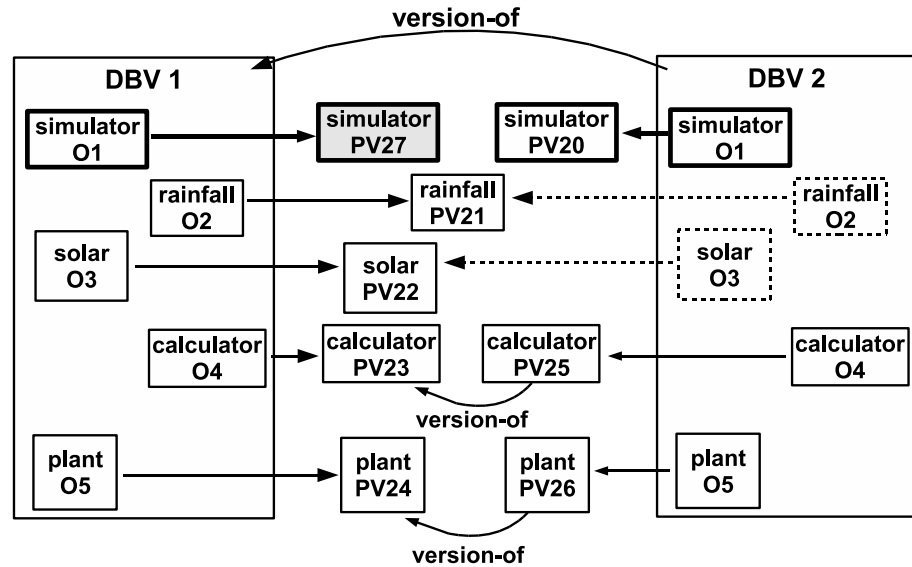 version-of
DBV 1
DBV 2
simulator
O1
simulator
PV27
simulator
PV20
simulator
O1
rainfall
O2
rainfall
PV21
rainfall
O2
solar
O3
solar
PV22
solar
O3
calculator
O4
calculator
PV23
calculator
PV25
calculator
O4
version-of
plant
O5
plant
PV24
plant
PV26
plant
O5
version-of